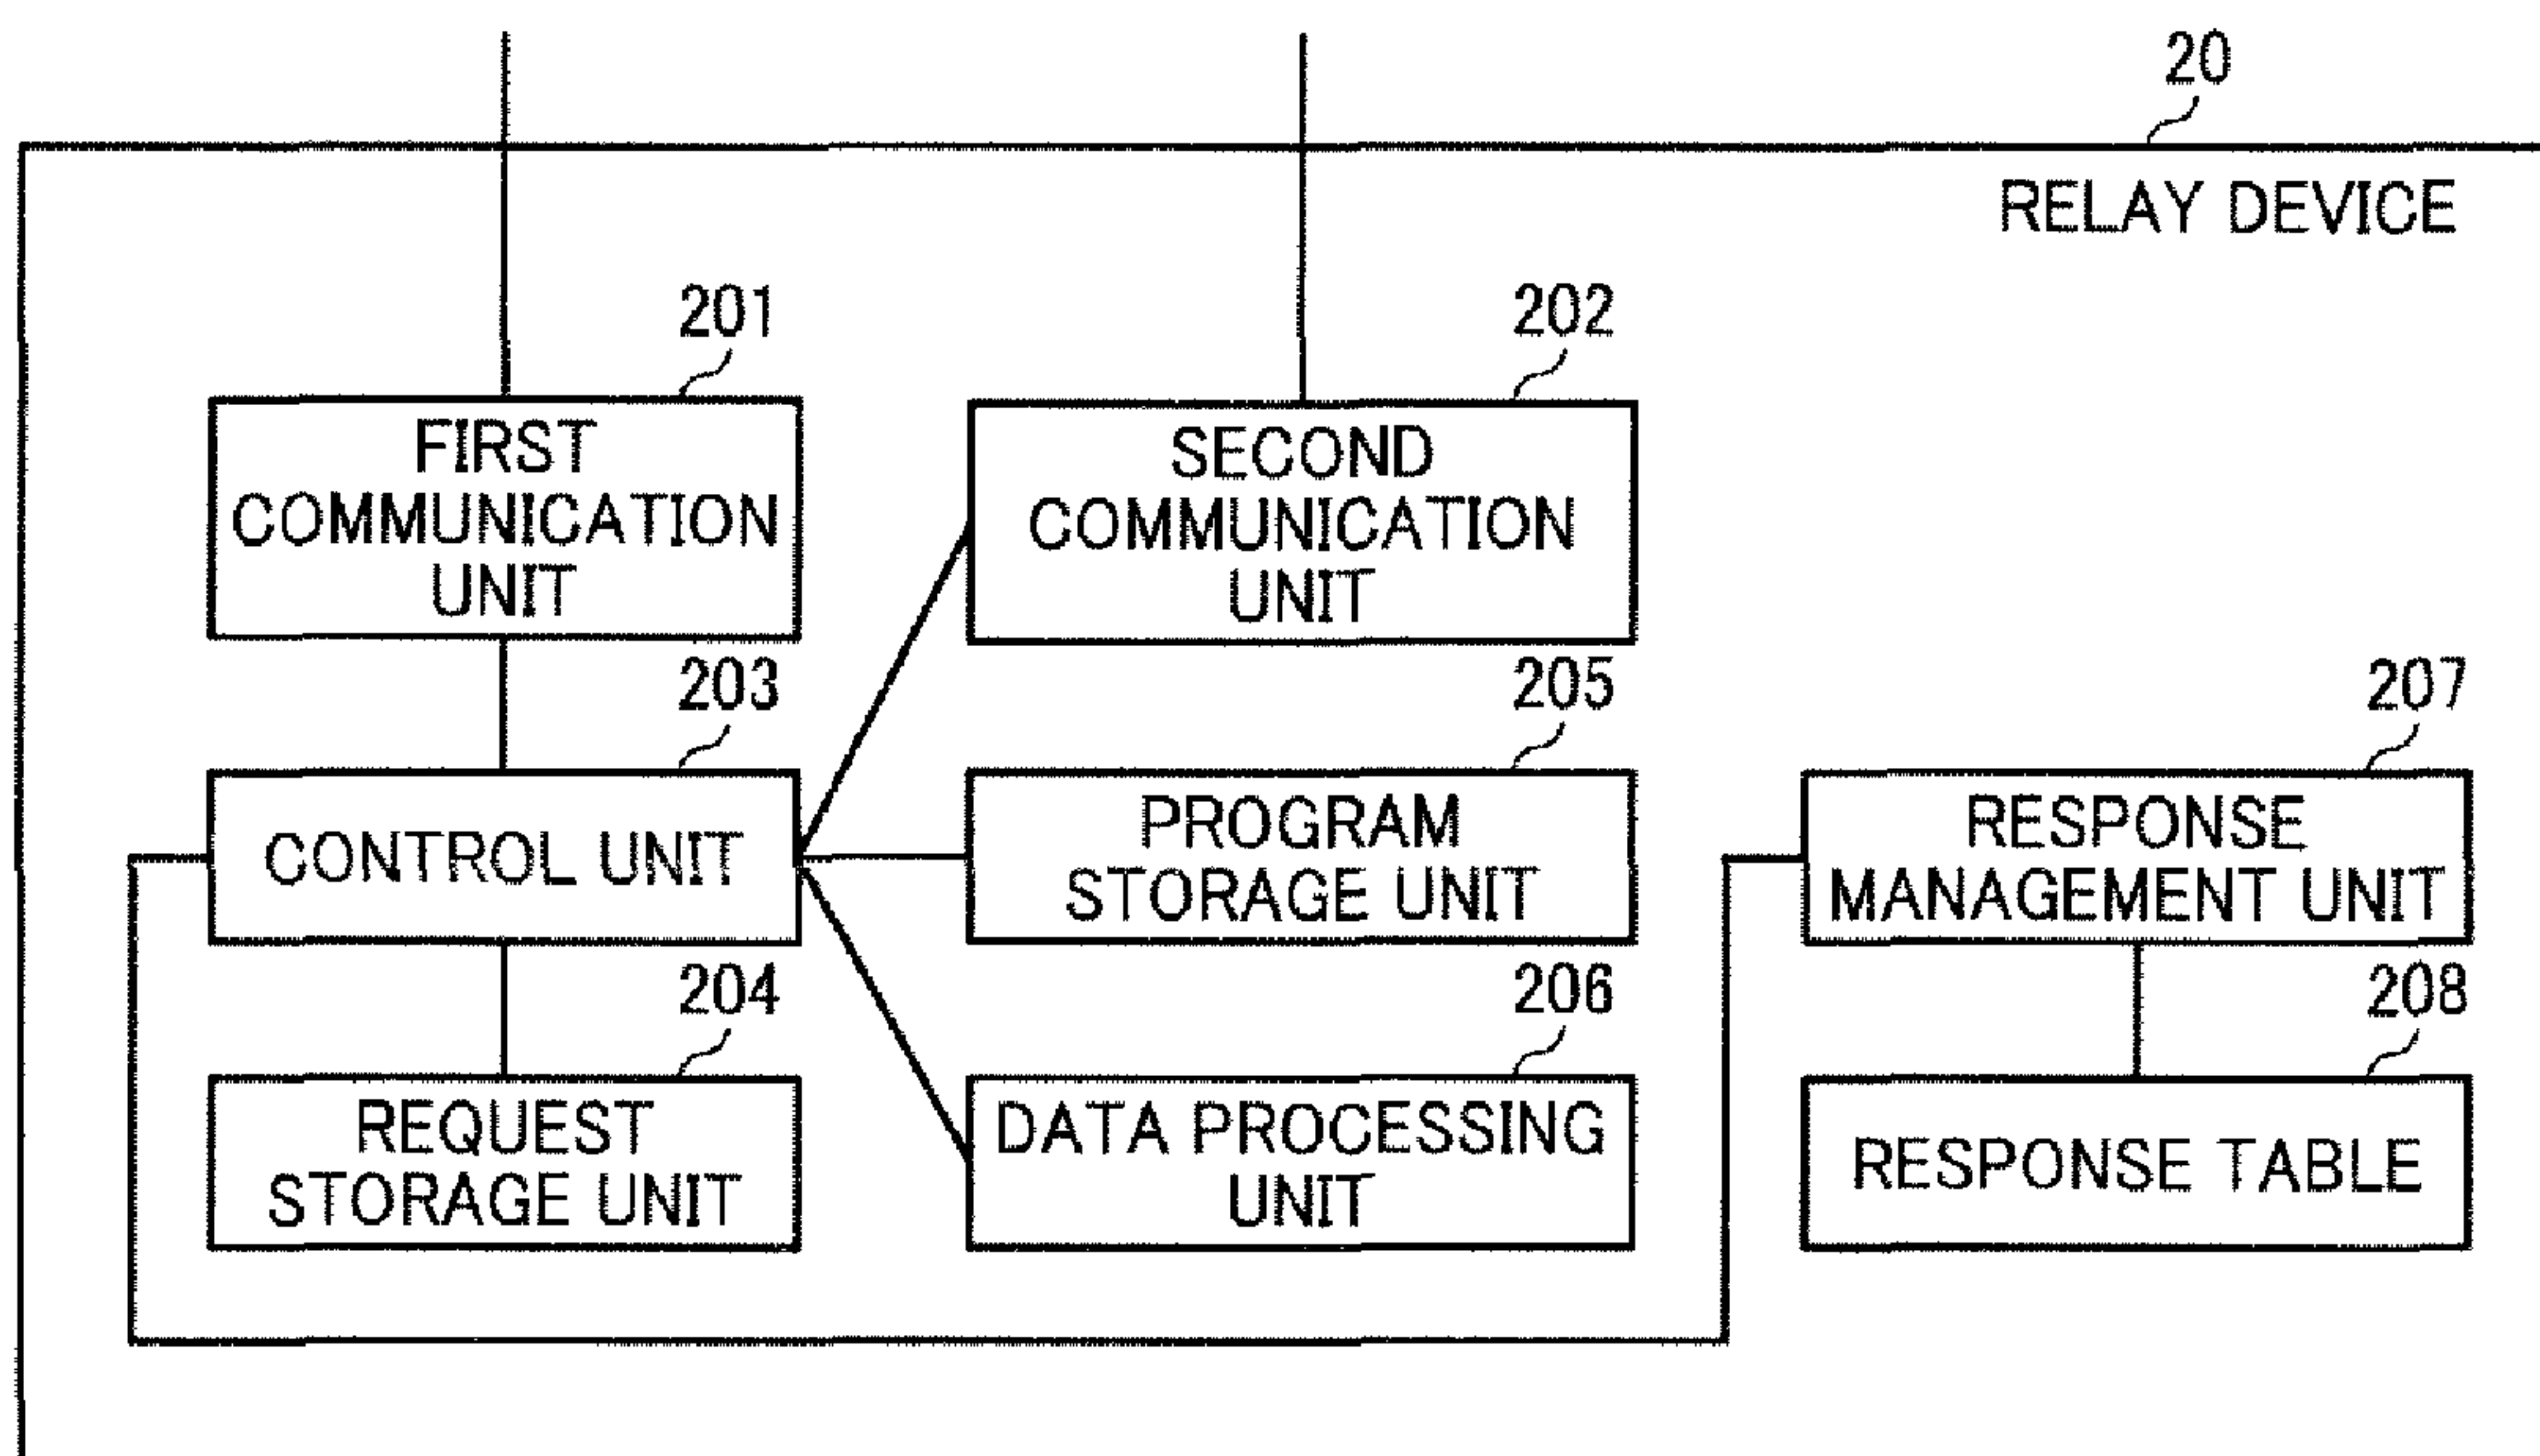 20
RELAY DEVICE
201
FIRST
COMMUNICATION
UNIT
202
SECOND
COMMUNICATION
UNIT
203
CONTROL UNIT
205
PROGRAM
STORAGE UNIT
207
RESPONSE
MANAGEMENT UNIT
204
REQUEST
STORAGE UNIT
206
DATA PROCESSING
UNIT
208
RESPONSE TABLE